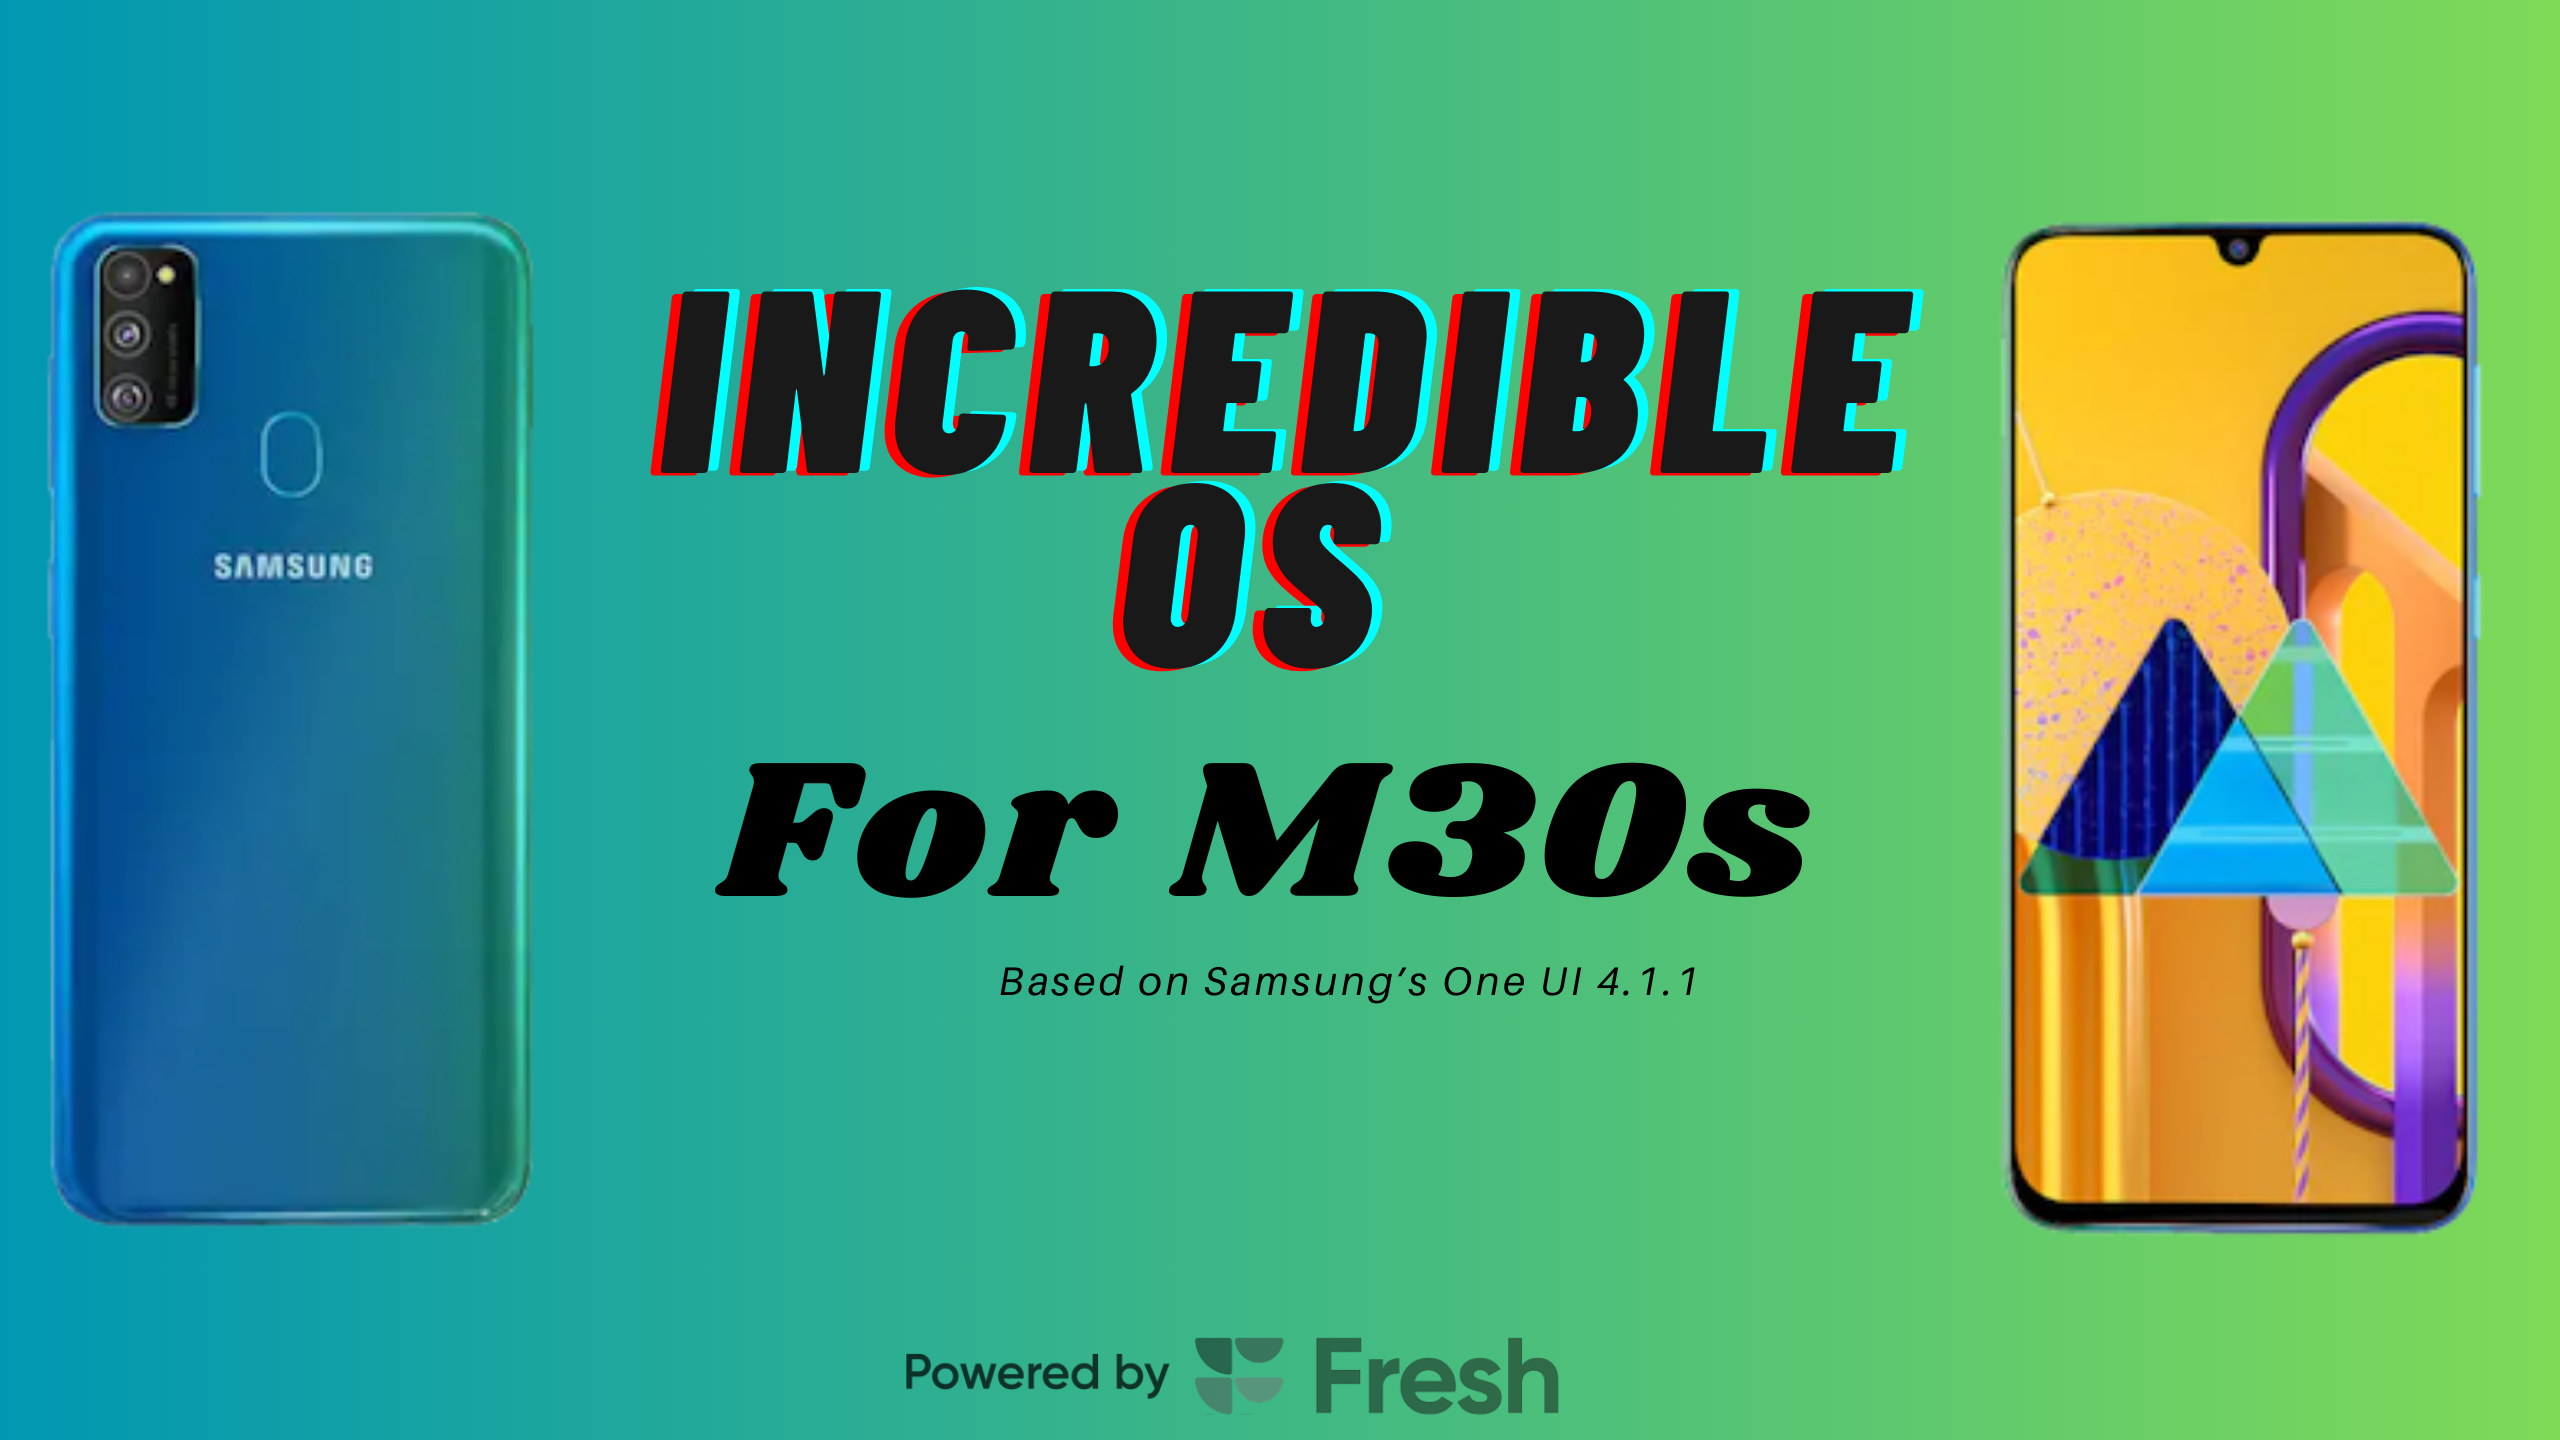 INCREDIBLE
OS
For M30s
Based on Samsung's One UI 4.1.1
SAMSUNG
Powered by Fresh